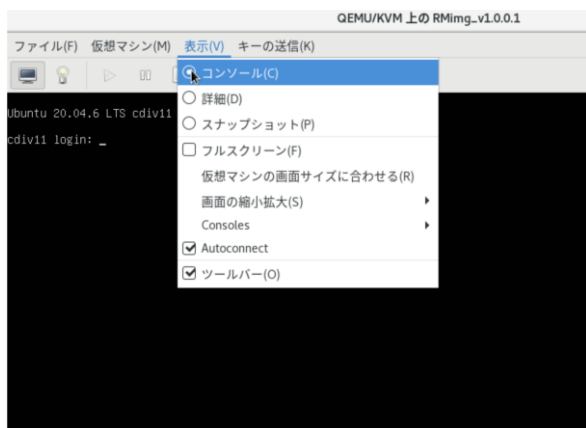 QEMU/KVM 上の RMimg_v1.0.0.1
ファイル(F) 仮想マシン(M) 表示(V) キーの送信(K)
コンソール(C)
詳細(D)
スナップショット(P)
フルスクリーン(F)
仮想マシンの画面サイズに合わせる(R)
画面の縮小拡大(S)
Consoles
Autoconnect
ツールバー(O)
Ubuntu 20.04.6 LTS cdiv11
cdiv11 login: _